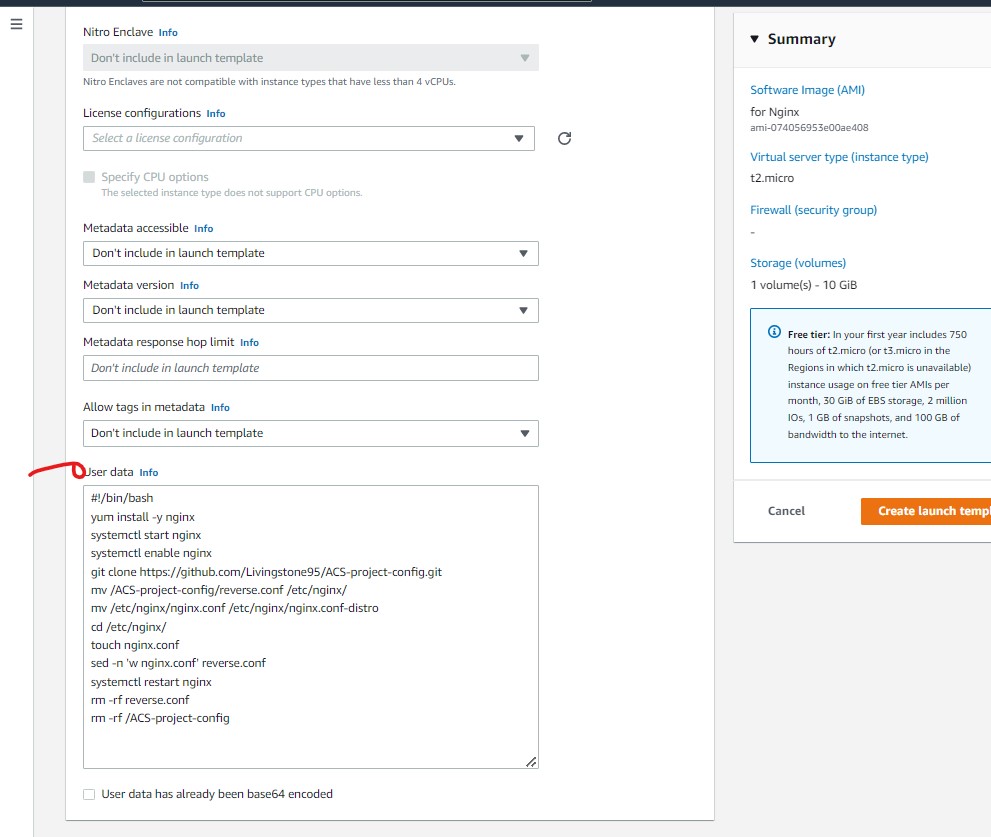 Nitro Enclave Info
Don't include in launch template
Nitro Enclaves are not compatible with instance types that have less than 4 vCPUs.
License configurations Info
Select a license configuration
Specify CPU options
The selected instance type does not support CPU options.
Metadata accessible Info
Don't include in launch template
Metadata version Info
Don't include in launch template
Metadata response hop limit Info
Don't include in launch template
Allow tags in metadata Info
Don't include in launch template
User data Info
#!/bin/bash
yum install -y nginx
systemctl start nginx
systemctl enable nginx
git clone https://github.com/Livingstone95/ACS-project-config.git
mv /ACS-project-config/reverse.conf /etc/nginx/
mv /etc/nginx/nginx.conf /etc/nginx/nginx.conf-distro
cd /etc/nginx/
touch nginx.conf
sed -n 'w nginx.conf' reverse.conf
systemctl restart nginx
rm -rf reverse.conf
rm -rf /ACS-project-config
User data has already been base64 encoded
Summary
Software Image (AMI)
for Nginx
ami-074056953e00ae408
Virtual server type (instance type)
t2.micro
Firewall (security group)
-
Storage (volumes)
1 volume(s) - 10 GiB
Free tier: In your first year includes 750
hours of t2.micro (or t3.micro in the
Regions in which t2.micro is unavailable)
instance usage on free tier AMIs per
month, 30 GiB of EBS storage, 2 million
IOs, 1 GB of snapshots, and 100 GB of
bandwidth to the internet.
Cancel
Create launch templ